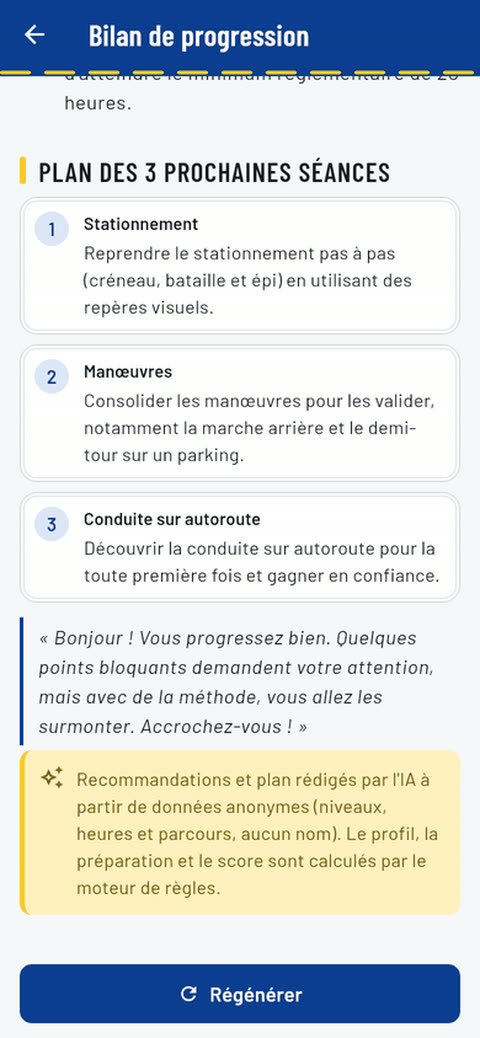 Bilan de progression
d'attendre le minimum réglementaire de 20
heures.
PLAN DES 3 PROCHAINES SÉANCES
1
Stationnement
Reprendre le stationnement pas à pas
(créneau, bataille et épi) en utilisant des
repères visuels.
2
Manœuvres
Consolider les manœuvres pour les valider,
notamment la marche arrière et le demi-
tour sur un parking.
3
Conduite sur autoroute
Découvrir la conduite sur autoroute pour la
toute première fois et gagner en confiance.
« Bonjour ! Vous progressez bien. Quelques
points bloquants demandent votre attention,
mais avec de la méthode, vous allez les
surmonter. Accrochez-vous ! »
Recommandations et plan rédigés par l'IA à
partir de données anonymes (niveaux,
heures et parcours, aucun nom). Le profil, la
préparation et le score sont calculés par le
moteur de règles.
Régénérer